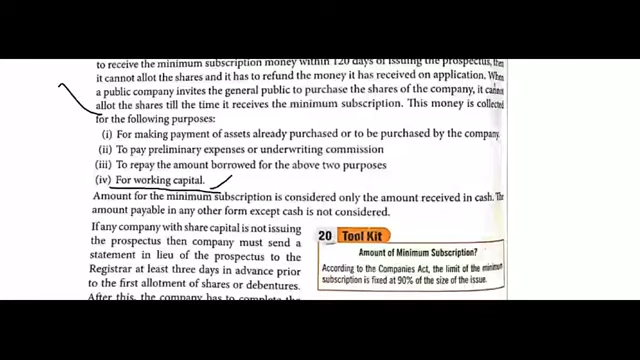 to receive the minimum subscription money within 120 days of issuing the prospectus, then
it cannot allot the shares and it has to refund the money it has received on application. When
a public company invites the general public to purchase the shares of the company, it cannot
allot the shares till the time it receives the minimum subscription. This money is collected
for the following purposes:
(i) For making payment of assets already purchased or to be purchased by the company.
(ii) To pay preliminary expenses or underwriting commission
(iii) To repay the amount borrowed for the above two purposes
(iv) For working capital.
Amount for the minimum subscription is considered only the amount received in cash. The
amount payable in any other form except cash is not considered.
If any company with share capital is not issuing
the prospectus then company must send a
statement in lieu of the prospectus to the
Registrar at least three days in advance prior
to the first allotment of shares or debentures.
After this, the company has to complete the
20 Tool Kit
Amount of Minimum Subscription?
According to the Companies Act, the limit of the minimum
subscription is fixed at 90% of the size of the issue.